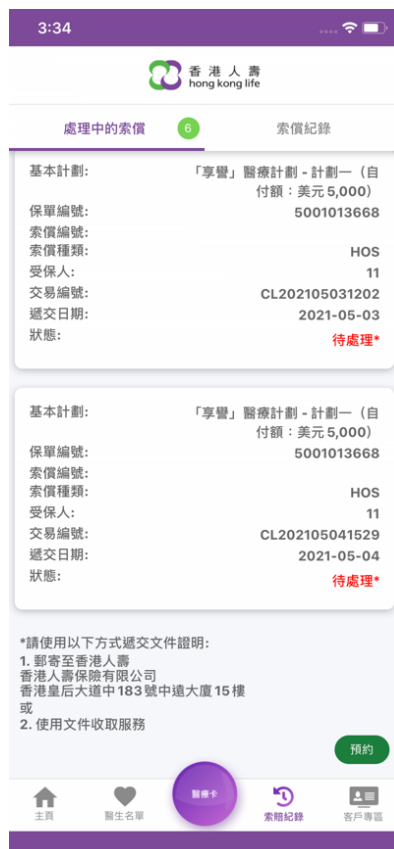 3:34
香港人壽
hong kong life
處理中的索償 6 索償紀錄
基本計劃: 「享譽」醫療計劃 - 計劃一（自
付額：美元 5,000）
保單編號: 5001013668
索償編號:
索償種類: HOS
受保人: 11
交易編號: CL202105031202
遞交日期: 2021-05-03
狀態: 待處理*
基本計劃: 「享譽」醫療計劃 - 計劃一（自
付額：美元 5,000）
保單編號: 5001013668
索償編號:
索償種類: HOS
受保人: 11
交易編號: CL202105041529
遞交日期: 2021-05-04
狀態: 待處理*
*請使用以下方式遞交文件證明:
1. 郵寄至香港人壽
香港人壽保險有限公司
香港皇后大道中 183 號中遠大廈 15 樓
或
2. 使用文件收取服務
預約
主頁 醫生名單 醫療卡 索賠紀錄 客戶專區